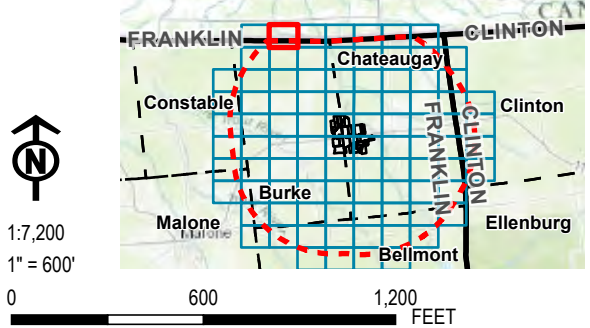 CAN
FRANKLIN
CLINTON
Chateaugay
Constable
Clinton
FRANKLIN
CLINTON
N
Burke
Malone
Malone
Ellenburg
Bellmont
1:7,200
1" = 600'
0 600 1,200
FEET